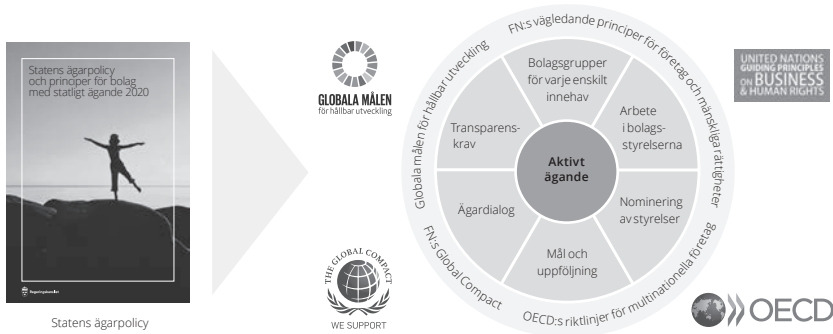 Statens ägarpolicy
och principer för bolag
med statligt ägande 2020
Regeringskansliet
Statens ägarpolicy
GLOBALA MÅLEN
för hållbar utveckling
THE GLOBAL COMPACT
WE SUPPORT
Globala målen för hållbar utveckling
FN:s vägledande principer för företag och mänskliga rättigheter
OECD:s riktlinjer för multinationella företag
FN:s Global Compact
Bolagsgrupper
för varje enskilt
innehav
Arbete
i bolags-
styrelserna
Nominering
av styrelser
Mål och
uppföljning
Ägardialog
Transparens-
krav
Aktivt
ägande
UNITED NATIONS
GUIDING PRINCIPLES
ON BUSINESS
& HUMAN RIGHTS
OECD